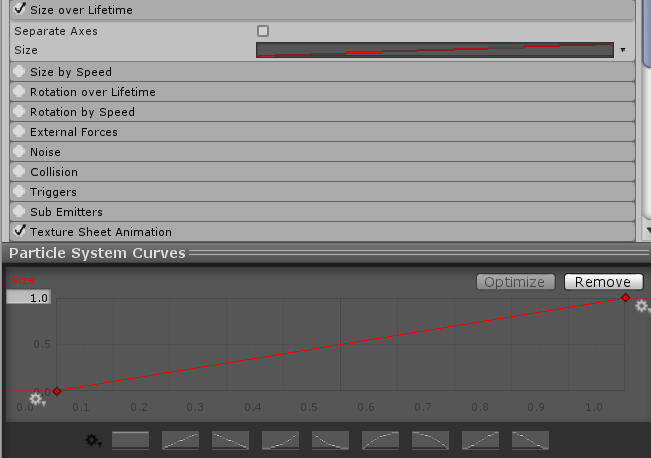 Size over Lifetime
Separate Axes
Size
Size by Speed
Rotation over Lifetime
Rotation by Speed
External Forces
Noise
Collision
Triggers
Sub Emitters
Texture Sheet Animation
Particle System Curves
Size
Optimize Remove
1.0
0.5
0.0
0.0 0.1 0.2 0.3 0.4 0.5 0.6 0.7 0.8 0.9 1.0